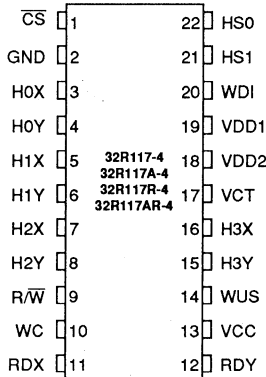 C̅S̅ 1 22 HS0
GND 2 21 HS1
H0X 3 20 WDI
H0Y 4 19 VDD1
H1X 5 32R117-4 18 VDD2
32R117A-4
H1Y 6 32R117R-4 17 VCT
32R117AR-4
H2X 7 16 H3X
H2Y 8 15 H3Y
R/W̅ 9 14 WUS
WC 10 13 VCC
RDX 11 12 RDY